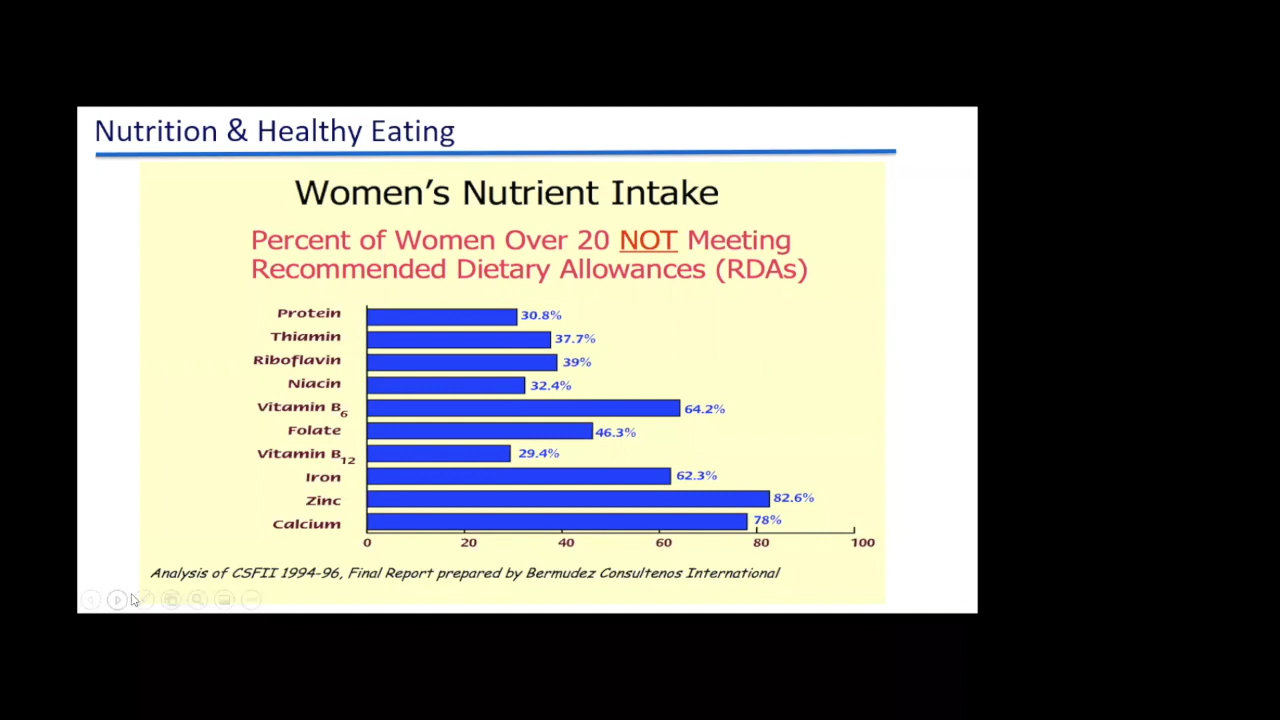 Nutrition & Healthy Eating
Women's Nutrient Intake
Percent of Women Over 20 NOT Meeting
Recommended Dietary Allowances (RDAs)
Protein 30.8%
Thiamin 37.7%
Riboflavin 39%
Niacin 32.4%
Vitamin B6 64.2%
Folate 46.3%
Vitamin B12 29.4%
Iron 62.3%
Zinc 82.6%
Calcium 78%
0 20 40 60 80 100
Analysis of CSFII 1994-96, Final Report prepared by Bermudez Consultenos International